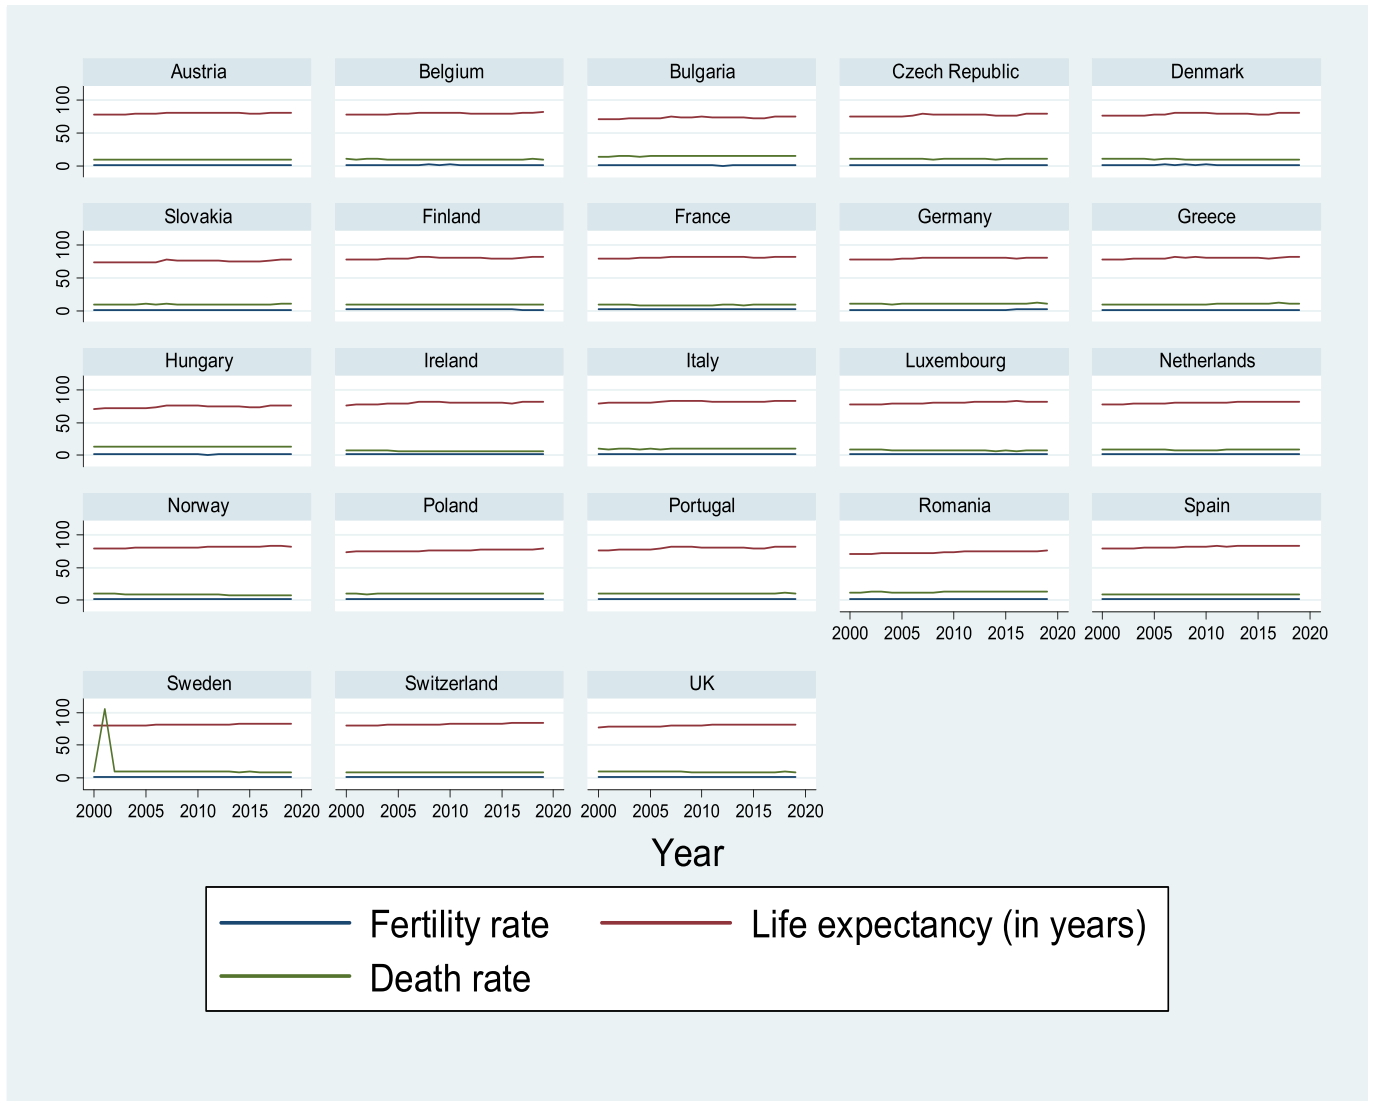 Austria Belgium Bulgaria Czech Republic Denmark
100
50
0
Slovakia Finland France Germany Greece
100
50
0
Hungary Ireland Italy Luxembourg Netherlands
100
50
0
Norway Poland Portugal Romania Spain
100
50
0
2000 2005 2010 2015 2020 2000 2005 2010 2015 2020
Sweden Switzerland UK
100
50
0
2000 2005 2010 2015 2020 2000 2005 2010 2015 2020 2000 2005 2010 2015 2020
Year
Fertility rate Life expectancy (in years)
Death rate